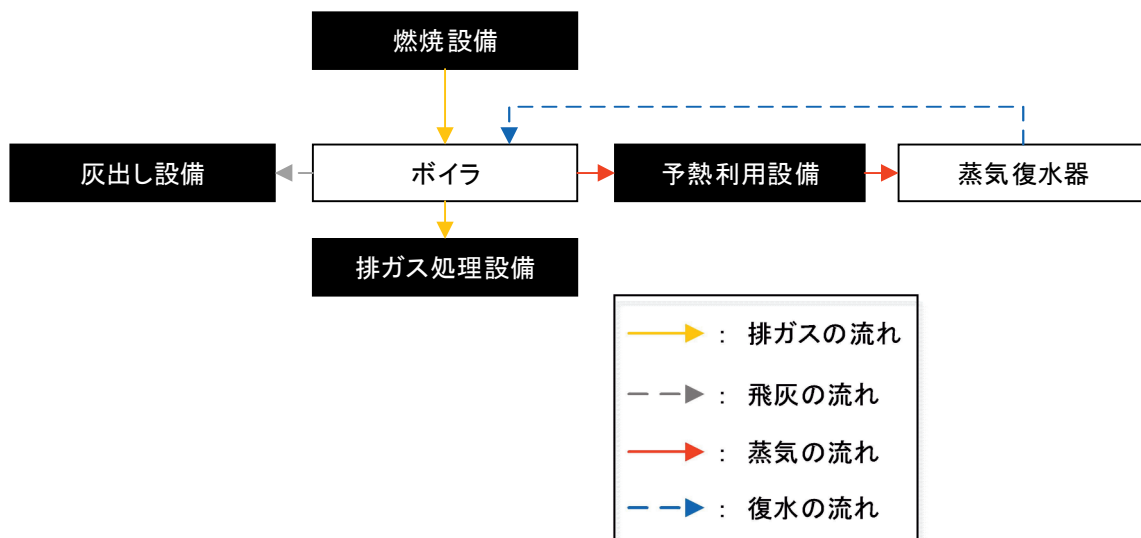 燃焼設備
灰出し設備
ボイラ
予熱利用設備
蒸気復水器
排ガス処理設備
： 排ガスの流れ
： 飛灰の流れ
： 蒸気の流れ
： 復水の流れ